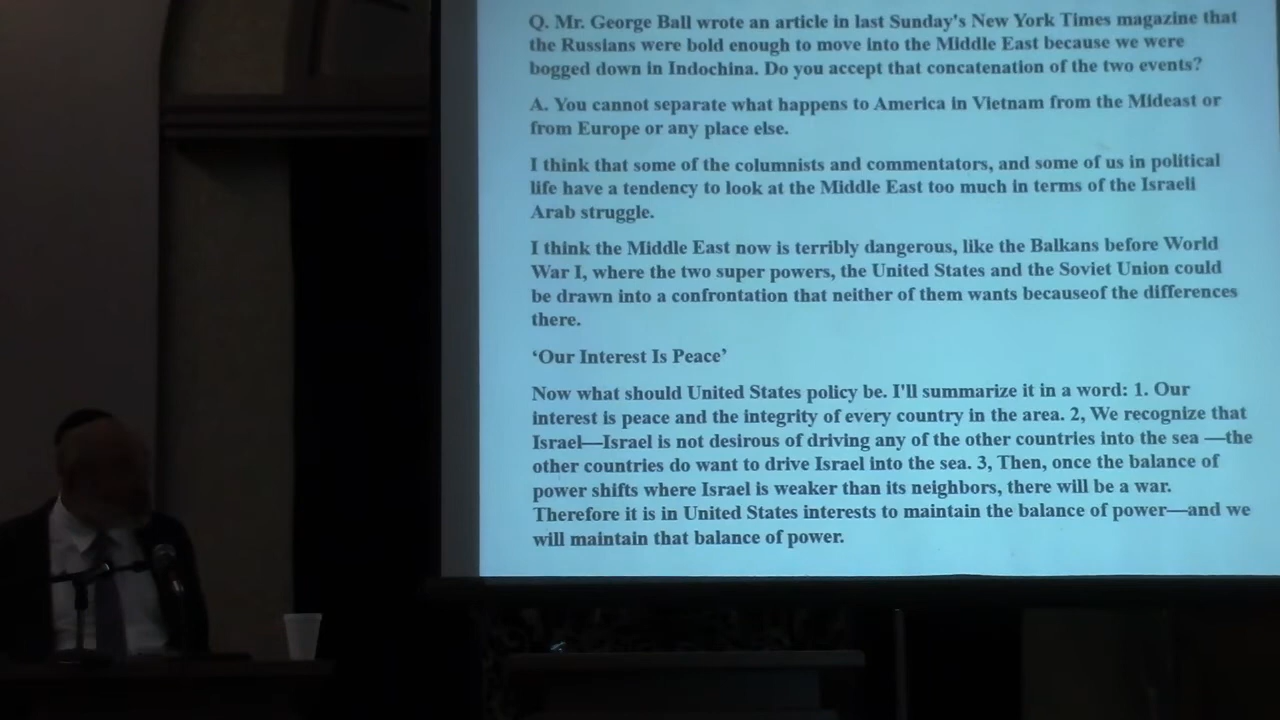 Q. Mr. George Ball wrote an article in last Sunday's New York Times magazine that
the Russians were bold enough to move into the Middle East because we were
bogged down in Indochina. Do you accept that concatenation of the two events?
A. You cannot separate what happens to America in Vietnam from the Mideast or
from Europe or any place else.
I think that some of the columnists and commentators, and some of us in political
life have a tendency to look at the Middle East too much in terms of the Israeli
Arab struggle.
I think the Middle East now is terribly dangerous, like the Balkans before World
War I, where the two super powers, the United States and the Soviet Union could
be drawn into a confrontation that neither of them wants becauseof the differences
there.
‘Our Interest Is Peace’
Now what should United States policy be. I'll summarize it in a word: 1. Our
interest is peace and the integrity of every country in the area. 2, We recognize that
Israel—Israel is not desirous of driving any of the other countries into the sea —the
other countries do want to drive Israel into the sea. 3, Then, once the balance of
power shifts where Israel is weaker than its neighbors, there will be a war.
Therefore it is in United States interests to maintain the balance of power—and we
will maintain that balance of power.